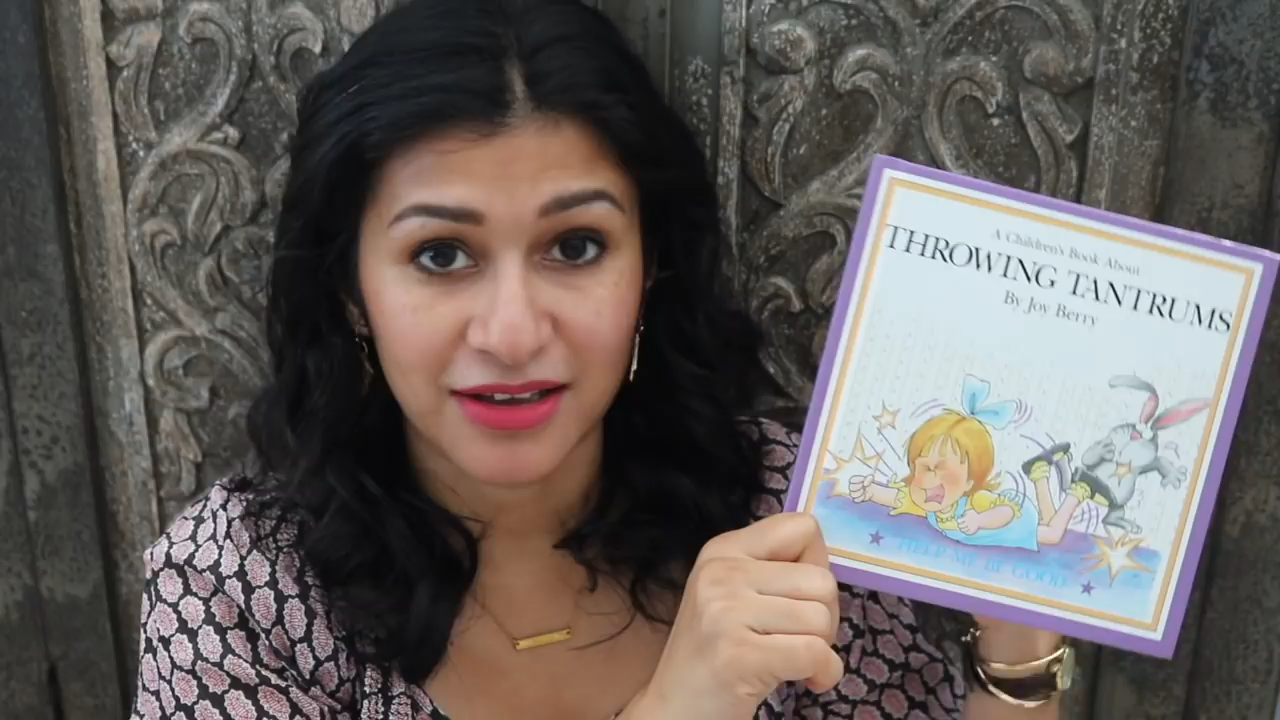 A Children's Book About
THROWING TANTRUMS
By Joy Berry
HELP ME BE GOOD